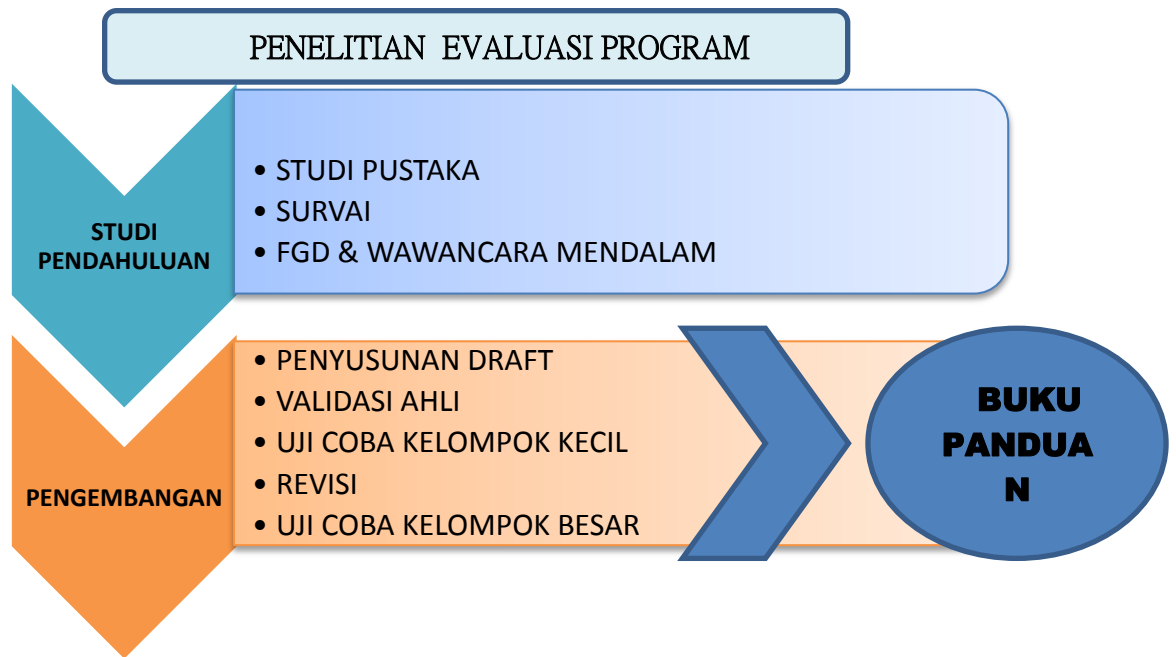 PENELITIAN EVALUASI PROGRAM
STUDI
PENDAHULUAN
• STUDI PUSTAKA
• SURVAI
• FGD & WAWANCARA MENDALAM
PENGEMBANGAN
• PENYUSUNAN DRAFT
• VALIDASI AHLI
• UJI COBA KELOMPOK KECIL
• REVISI
• UJI COBA KELOMPOK BESAR
BUKU
PANDUA
N